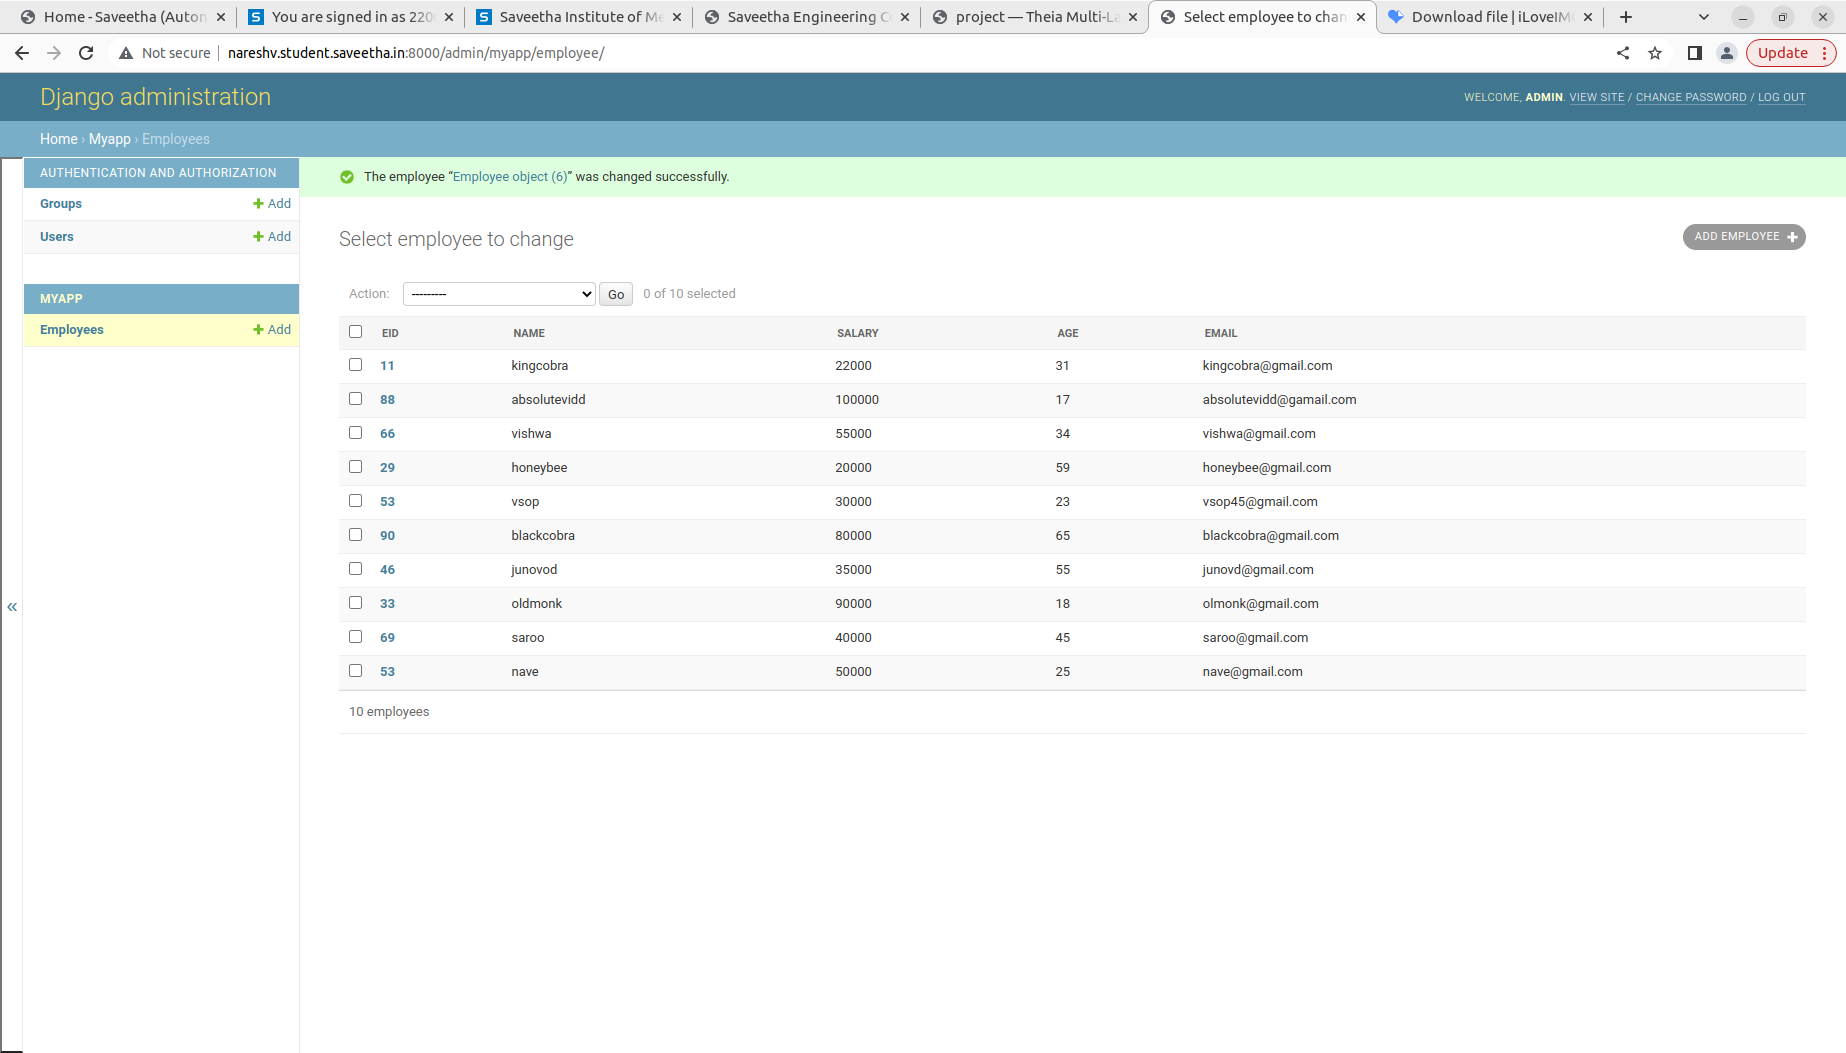 Home - Saveetha (Auton
You are signed in as 220
Saveetha Institute of Me
Saveetha Engineering C
project — Theia Multi-La
Select employee to chan
Download file | iLoveIM
Not secure
nareshv.student.saveetha.in:8000/admin/myapp/employee/
Update
Django administration
WELCOME, ADMIN. VIEW SITE / CHANGE PASSWORD / LOG OUT
Home › Myapp › Employees
AUTHENTICATION AND AUTHORIZATION
Groups + Add
Users + Add
MYAPP
Employees + Add
«
The employee “Employee object (6)” was changed successfully.
Select employee to change
ADD EMPLOYEE +
Action: --------- Go 0 of 10 selected
EID NAME SALARY AGE EMAIL
11 kingcobra 22000 31 kingcobra@gmail.com
88 absolutevidd 100000 17 absolutevidd@gamail.com
66 vishwa 55000 34 vishwa@gmail.com
29 honeybee 20000 59 honeybee@gmail.com
53 vsop 30000 23 vsop45@gmail.com
90 blackcobra 80000 65 blackcobra@gmail.com
46 junovod 35000 55 junovd@gmail.com
33 oldmonk 90000 18 olmonk@gmail.com
69 saroo 40000 45 saroo@gmail.com
53 nave 50000 25 nave@gmail.com
10 employees